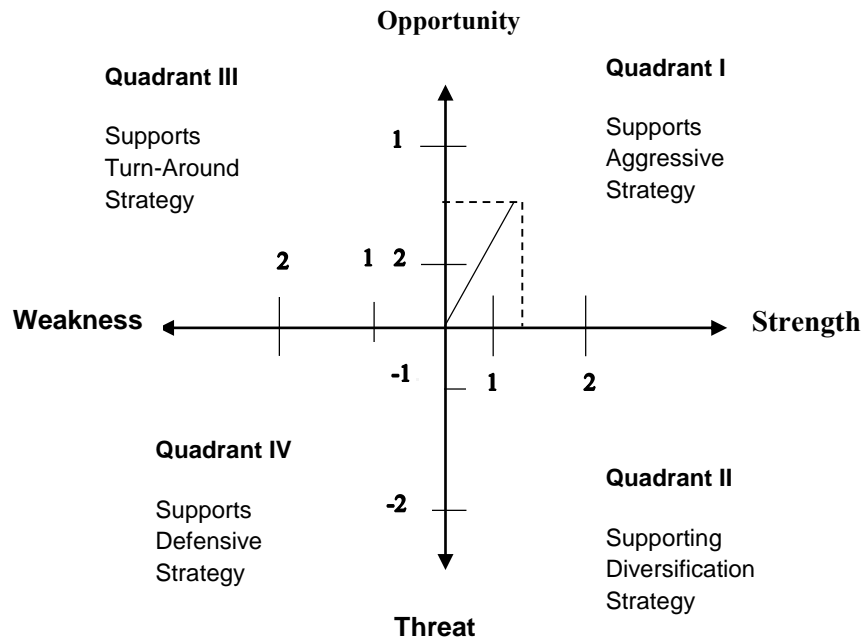 Opportunity
Quadrant III
Supports
Turn-Around
Strategy
Quadrant I
Supports
Aggressive
Strategy
1
2
1
2
Weakness
Strength
-1
1
2
Quadrant IV
Supports
Defensive
Strategy
-2
Quadrant II
Supporting
Diversification
Strategy
Threat